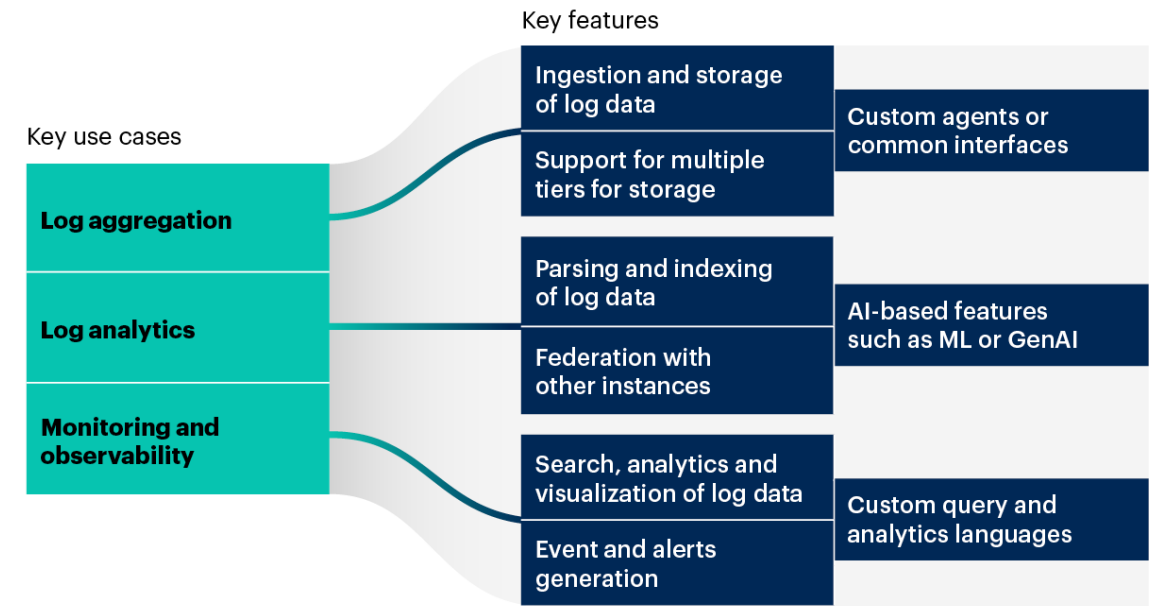 Key features
Key use cases
Log aggregation
Log analytics
Monitoring and
observability
Ingestion and storage
of log data
Support for multiple
tiers for storage
Custom agents or
common interfaces
Parsing and indexing
of log data
Federation with
other instances
AI-based features
such as ML or GenAI
Search, analytics and
visualization of log data
Event and alerts
generation
Custom query and
analytics languages